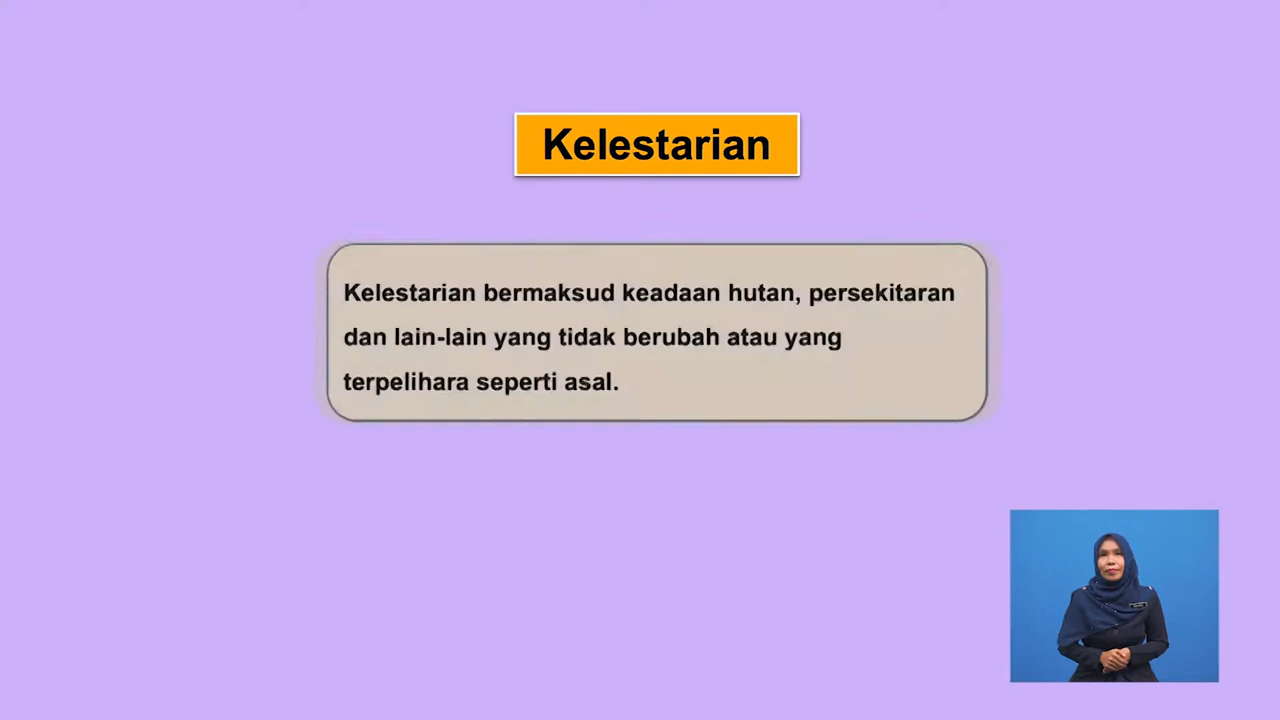 Kelestarian
Kelestarian bermaksud keadaan hutan, persekitaran
dan lain-lain yang tidak berubah atau yang
terpelihara seperti asal.